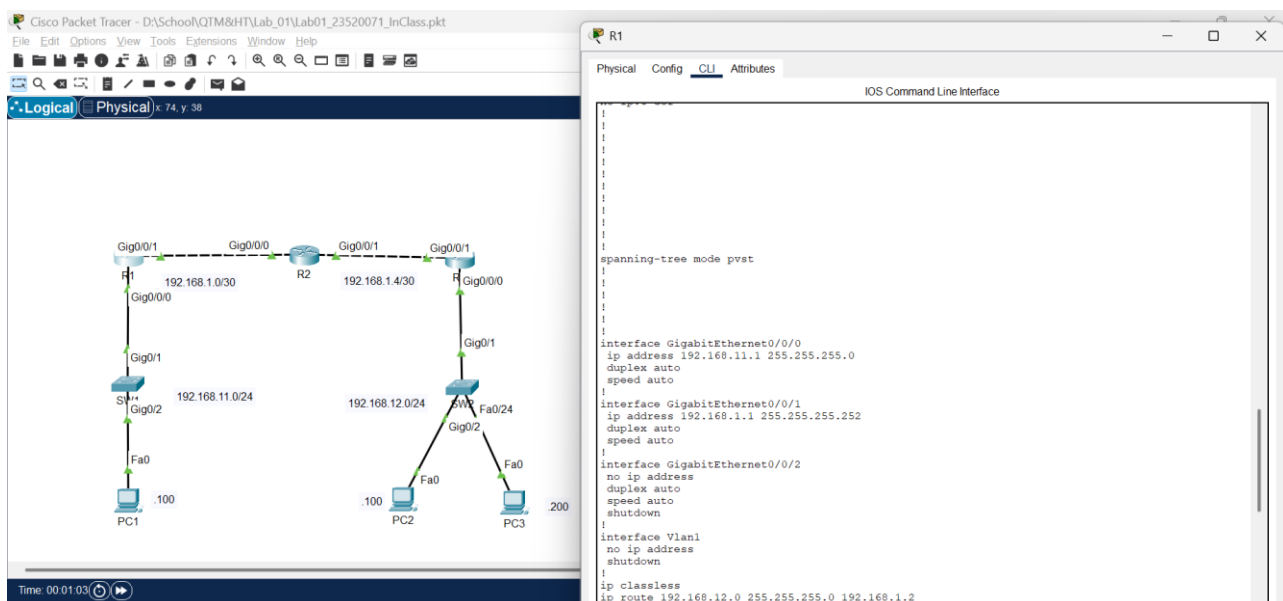 Cisco Packet Tracer - D:\School\QTM&HT\Lab_01\Lab01_23520071_InClass.pkt
File Edit Options View Tools Extensions Window Help
Logical Physical x: 74, y: 38
Gig0/0/1 Gig0/0/0 Gig0/0/1 Gig0/0/1
R1 192.168.1.0/30 R2 192.168.1.4/30 R Gig0/0/0
Gig0/0/0
Gig0/1 Gig0/1
192.168.11.0/24 192.168.12.0/24 SW2 Fa0/24
Gig0/2 Gig0/2
Fa0 Fa0 Fa0
.100 .100 .200
PC1 PC2 PC3
Time: 00:01:03
R1
Physical Config CLI Attributes
IOS Command Line Interface
!
!
!
!
!
!
!
!
!
!
!
!
spanning-tree mode pvst
!
!
!
!
!
!
interface GigabitEthernet0/0/0
ip address 192.168.11.1 255.255.255.0
duplex auto
speed auto
!
interface GigabitEthernet0/0/1
ip address 192.168.1.1 255.255.255.252
duplex auto
speed auto
!
interface GigabitEthernet0/0/2
no ip address
duplex auto
speed auto
shutdown
!
interface Vlan1
no ip address
shutdown
!
ip classless
ip route 192.168.12.0 255.255.255.0 192.168.1.2